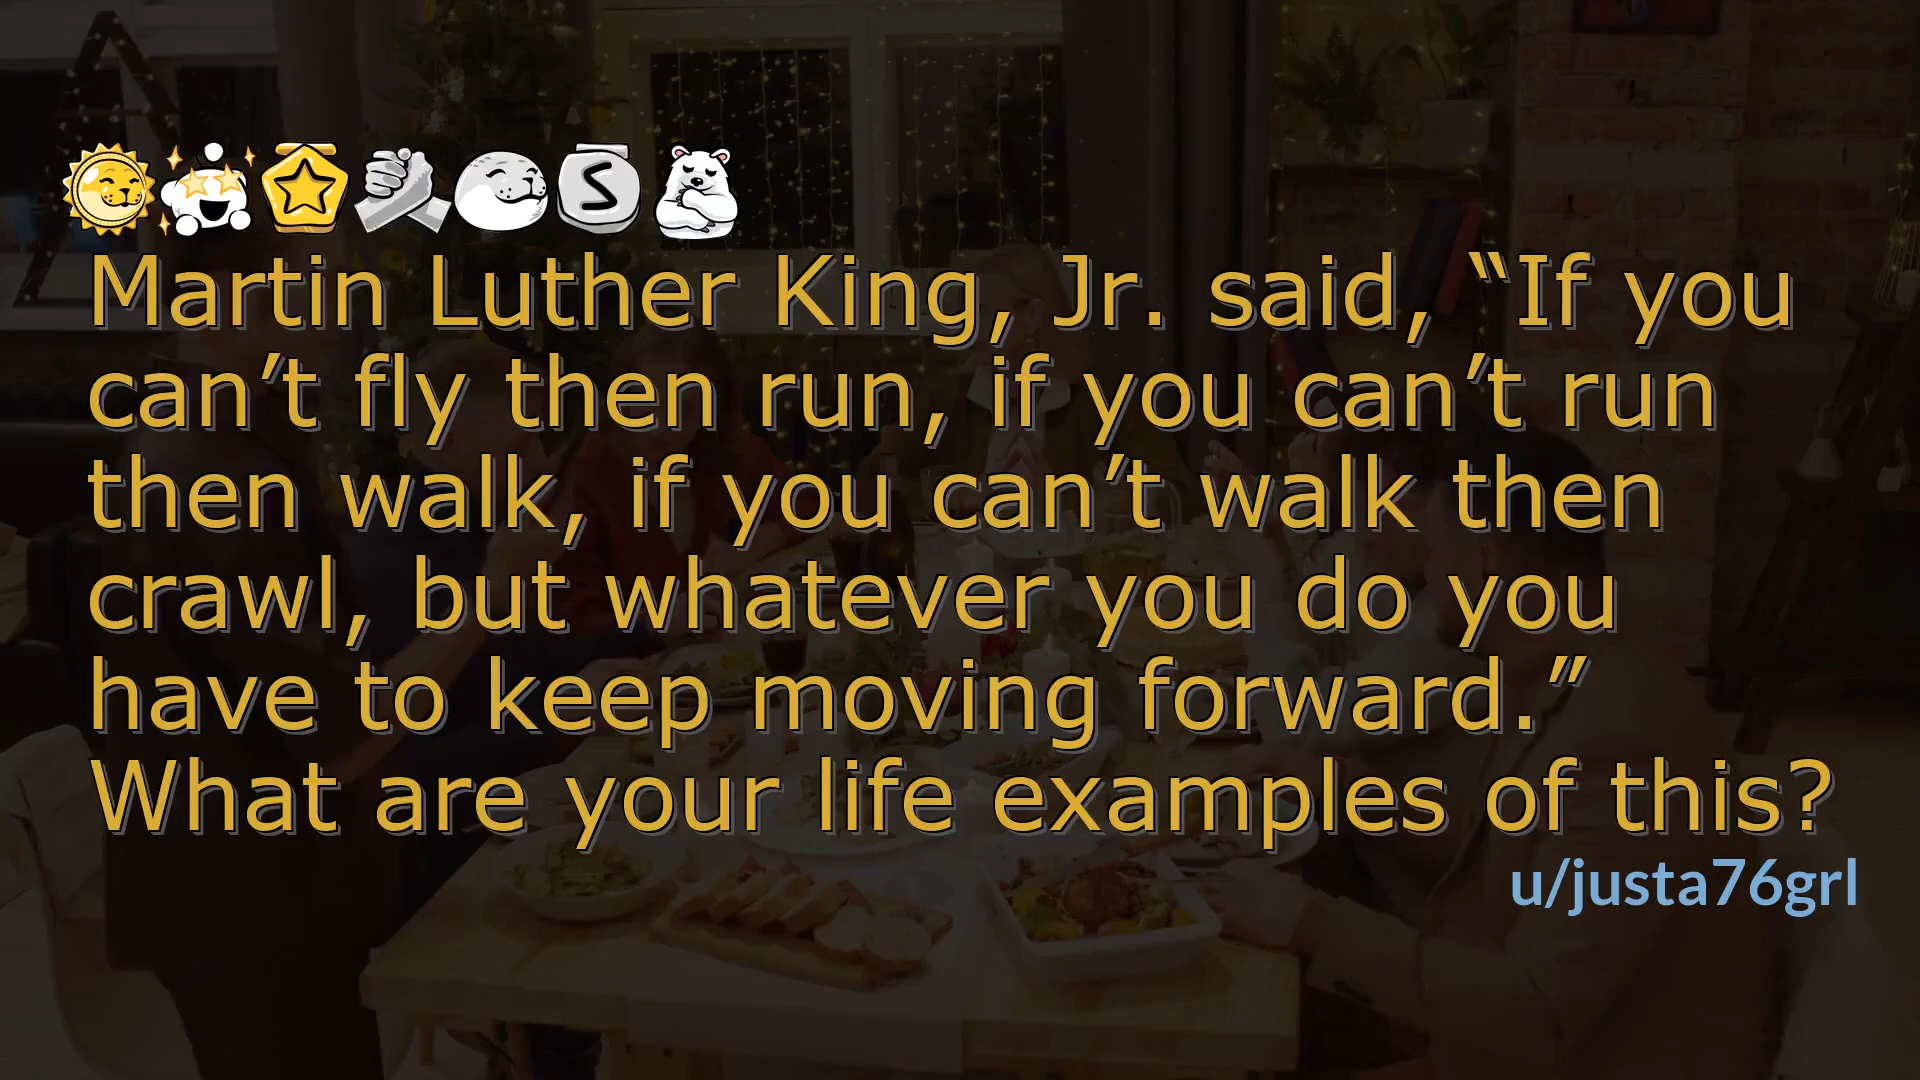 S
Martin Luther King, Jr. said, “If you
can’t fly then run, if you can’t run
then walk, if you can’t walk then
crawl, but whatever you do you
have to keep moving forward.”
What are your life examples of this?
u/justa76grl